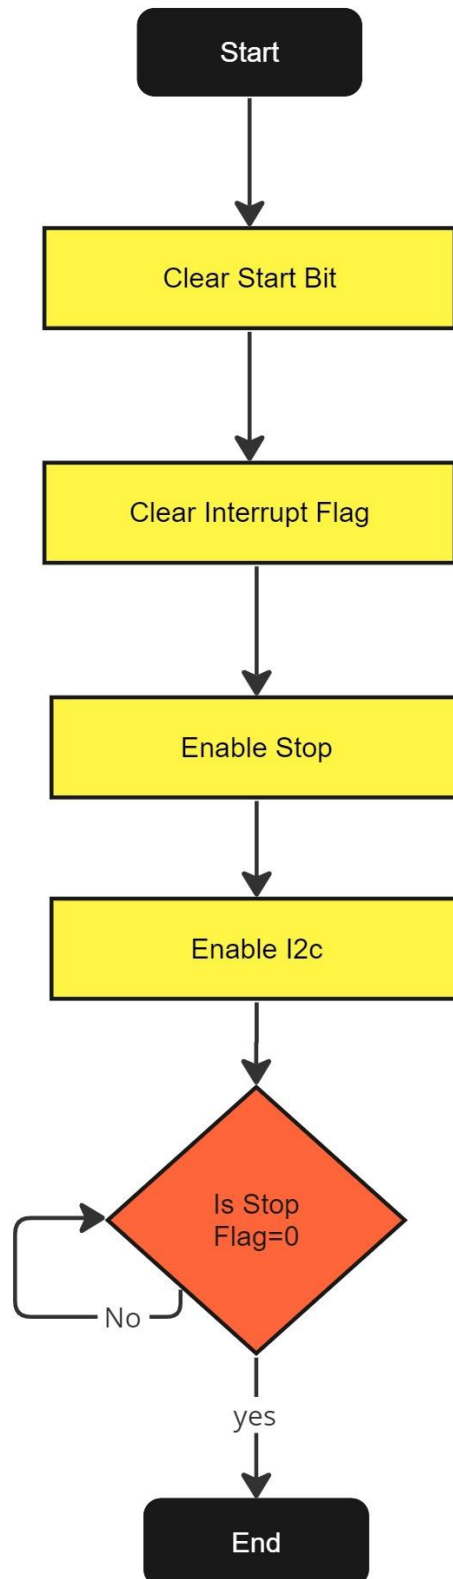 Start
Clear Start Bit
Clear Interrupt Flag
Enable Stop
Enable I2c
Is Stop
Flag=0
No
yes
End